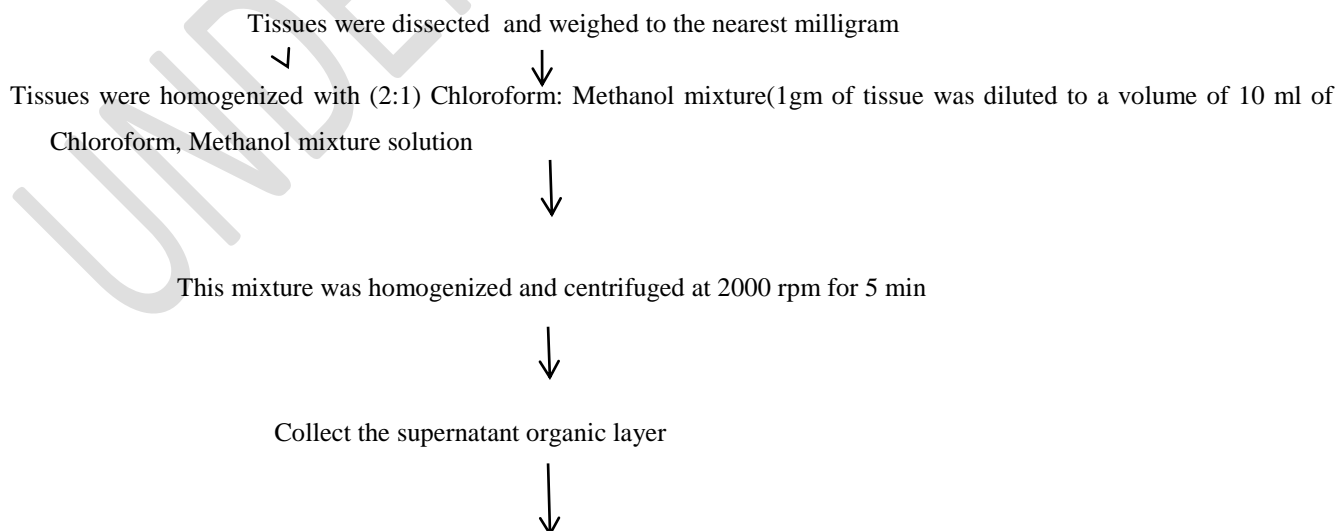 Tissues were dissected and weighed to the nearest milligram
Tissues were homogenized with (2:1) Chloroform: Methanol mixture(1gm of tissue was diluted to a volume of 10 ml of
Chloroform, Methanol mixture solution
This mixture was homogenized and centrifuged at 2000 rpm for 5 min
Collect the supernatant organic layer